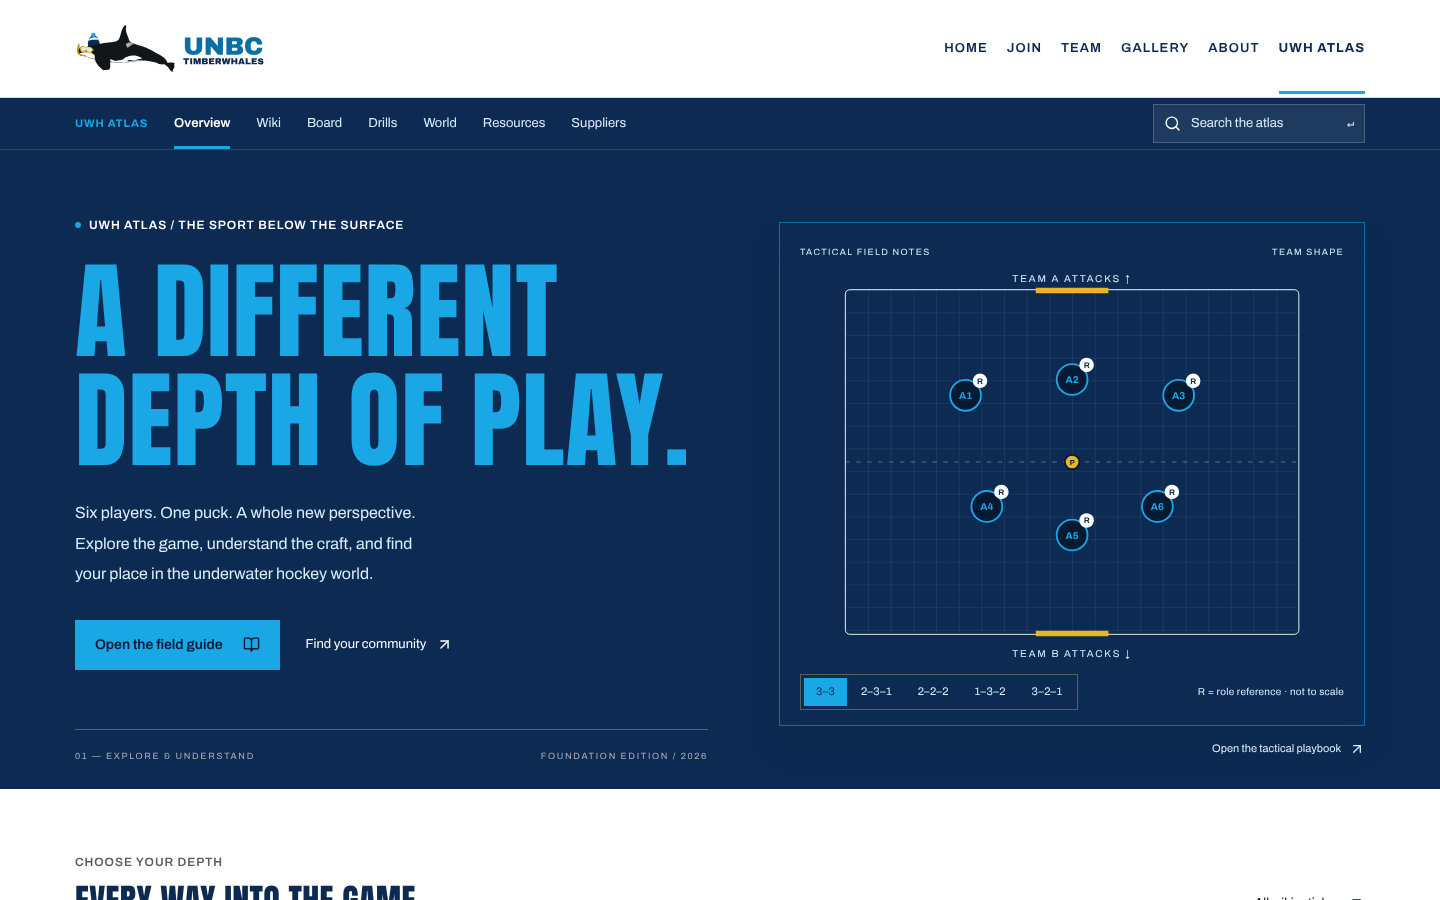 UNBC
TIMBERWHALES
HOME JOIN TEAM GALLERY ABOUT UWH ATLAS
UWH ATLAS Overview Wiki Board Drills World Resources Suppliers Search the atlas ↵
UWH ATLAS / THE SPORT BELOW THE SURFACE
A DIFFERENT
DEPTH OF PLAY.
Six players. One puck. A whole new perspective.
Explore the game, understand the craft, and find
your place in the underwater hockey world.
Open the field guide Find your community
01 — EXPLORE & UNDERSTAND FOUNDATION EDITION / 2026
TACTICAL FIELD NOTES TEAM SHAPE
TEAM A ATTACKS ↑
A1 R A2 R A3 R
P
A4 R A5 R A6 R
TEAM B ATTACKS ↓
3–3 2–3–1 2–2–2 1–3–2 3–2–1 R = role reference · not to scale
Open the tactical playbook
CHOOSE YOUR DEPTH
EVERY WAY INTO THE GAME